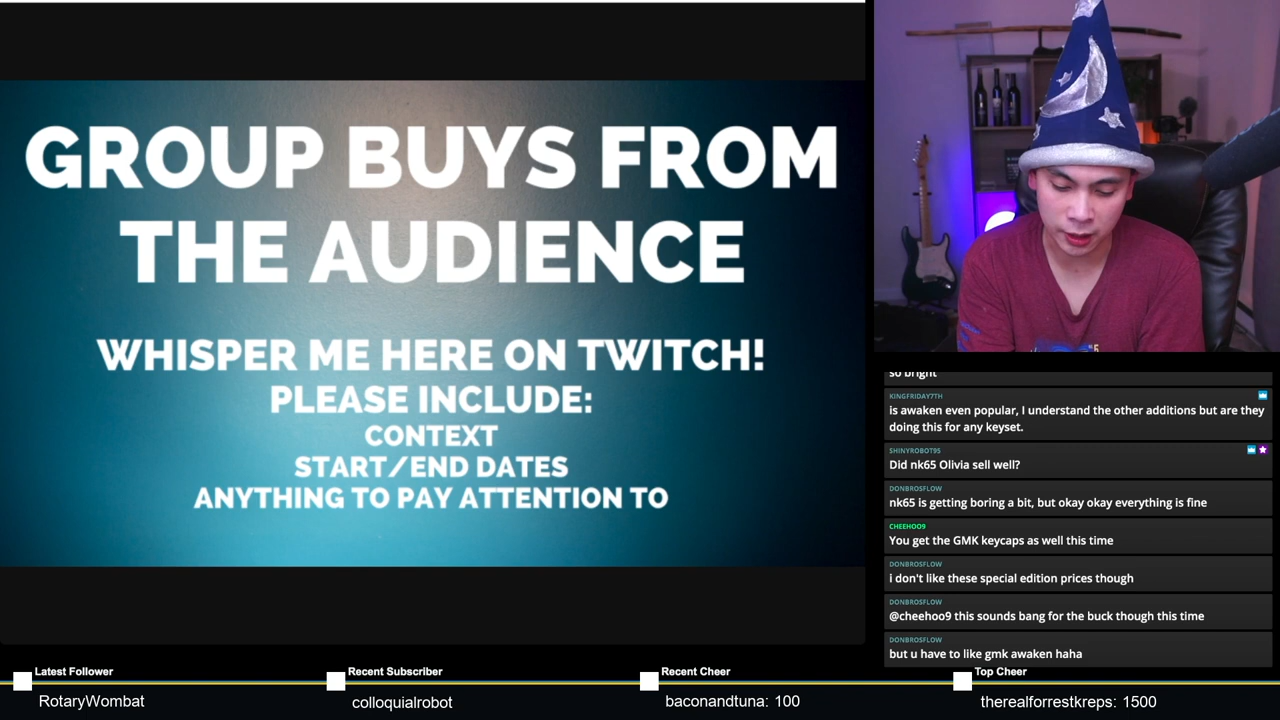 GROUP BUYS FROM
THE AUDIENCE
WHISPER ME HERE ON TWITCH!
PLEASE INCLUDE:
CONTEXT
START/END DATES
ANYTHING TO PAY ATTENTION TO
so bright
KINGFRIDAY7TH
is awaken even popular, I understand the other additions but are they
doing this for any keyset.
SHINYROBOT95
Did nk65 Olivia sell well?
DONBROSFLOW
nk65 is getting boring a bit, but okay okay everything is fine
CHEEHOO9
You get the GMK keycaps as well this time
DONBROSFLOW
i don't like these special edition prices though
DONBROSFLOW
@cheehoo9 this sounds bang for the buck though this time
DONBROSFLOW
but u have to like gmk awaken haha
Latest Follower
RotaryWombat
Recent Subscriber
colloquialrobot
Recent Cheer
baconandtuna: 100
Top Cheer
therealforrestkreps: 1500